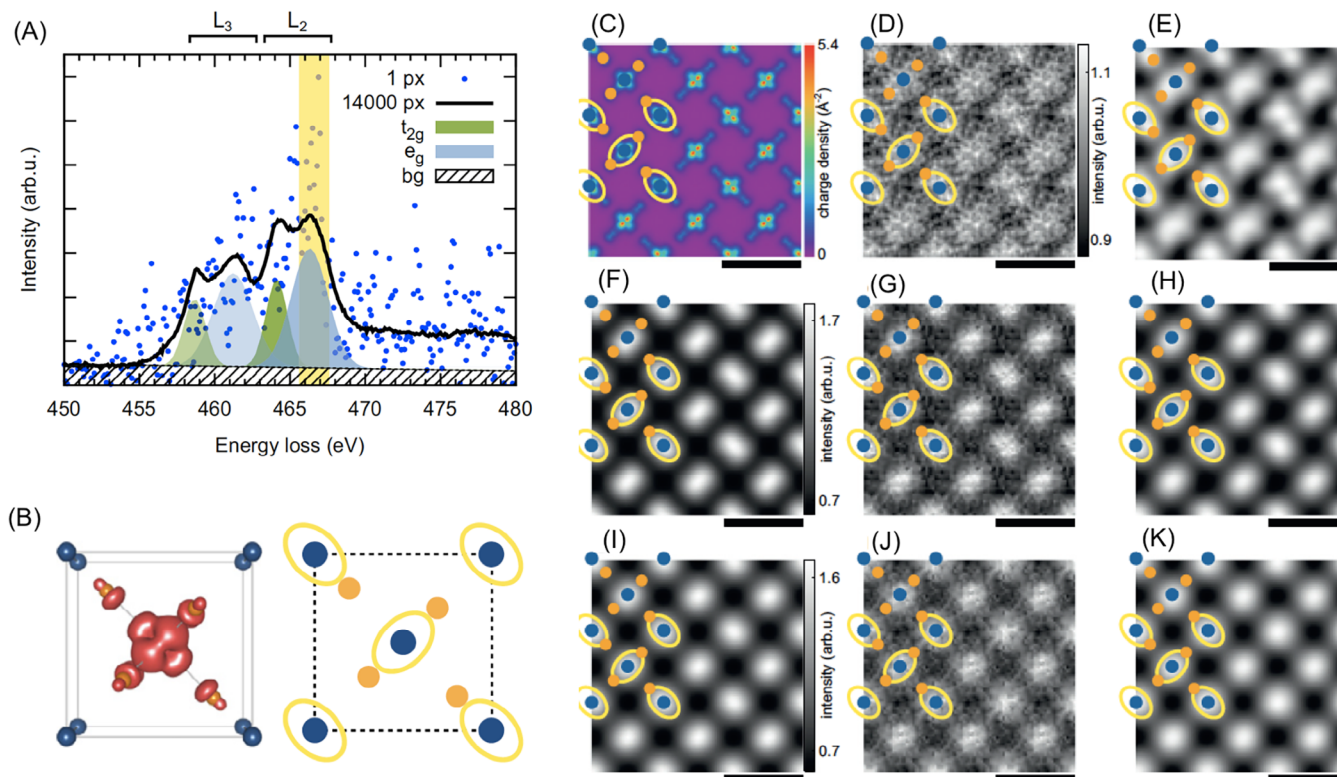 (A)
L3
L2
1 px
14000 px
t2g
eg
bg
Intensity (arb.u.)
450 455 460 465 470 475 480
Energy loss (eV)
(B)
(C)
5.4
charge density (Å-2)
0
(D)
1.1
intensity (arb.u.)
0.9
(E)
(F)
1.7
intensity (arb.u.)
0.7
(G)
(H)
(I)
1.6
intensity (arb.u.)
0.7
(J)
(K)